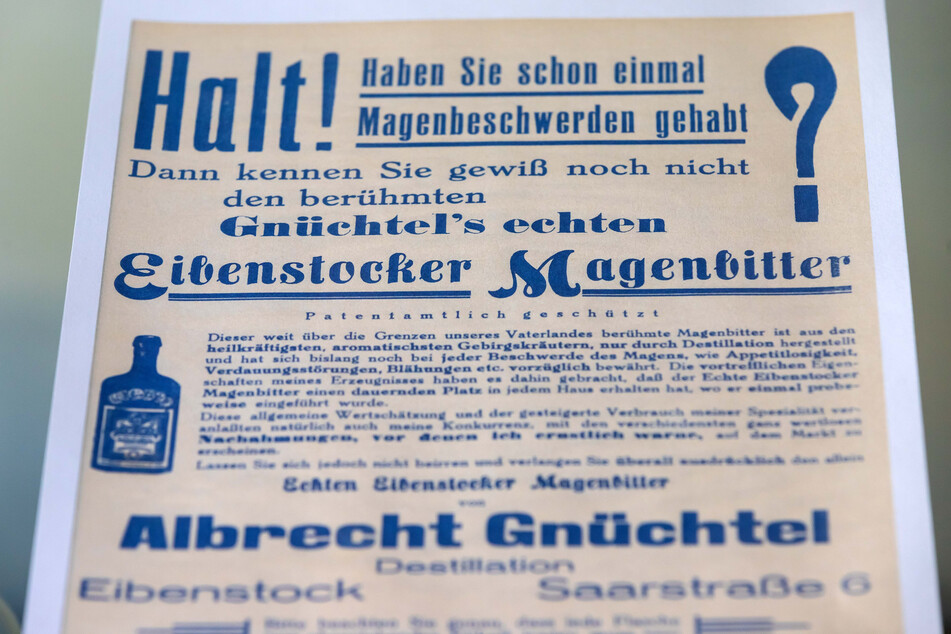 Halt! Haben Sie schon einmal
Magenbeschwerden gehabt ?
Dann kennen Sie gewiß noch nicht
den berühmten
Gnüchtel's echten
Eibenstocker Magenbitter
Patentamtlich geschützt
Dieser weit über die Grenzen unseres Vaterlandes berühmte Magenbitter ist aus den
heilkräftigsten, aromatischsten Gebirgskräutern, nur durch Destillation hergestellt
und hat sich bislang noch bei jeder Beschwerde des Magens, wie Appetitlosigkeit,
Verdauungsstörungen, Blähungen etc. vorzüglich bewährt. Die vortrefflichen Eigen-
schaften meines Erzeugnisses haben es dahin gebracht, daß der Echte Eibenstocker
Magenbitter einen dauernden Platz in jedem Haus erhalten hat, wo er einmal probe-
weise eingeführt wurde.
Diese allgemeine Wertschätzung und der gesteigerte Verbrauch meiner Spezialität ver-
anlaßten natürlich auch meine Konkurrenz, mit den verschiedensten ganz wertlosen
Nachahmungen, vor denen ich ernstlich warne, auf dem Markt zu
erscheinen.
Lassen Sie sich jedoch nicht beirren und verlangen Sie überall ausdrücklich den allein
Echten Eibenstocker Magenbitter
von
Albrecht Gnüchtel
Destillation
Eibenstock Saarstraße 6
Bitte beachten Sie genau, dass jede Flasche